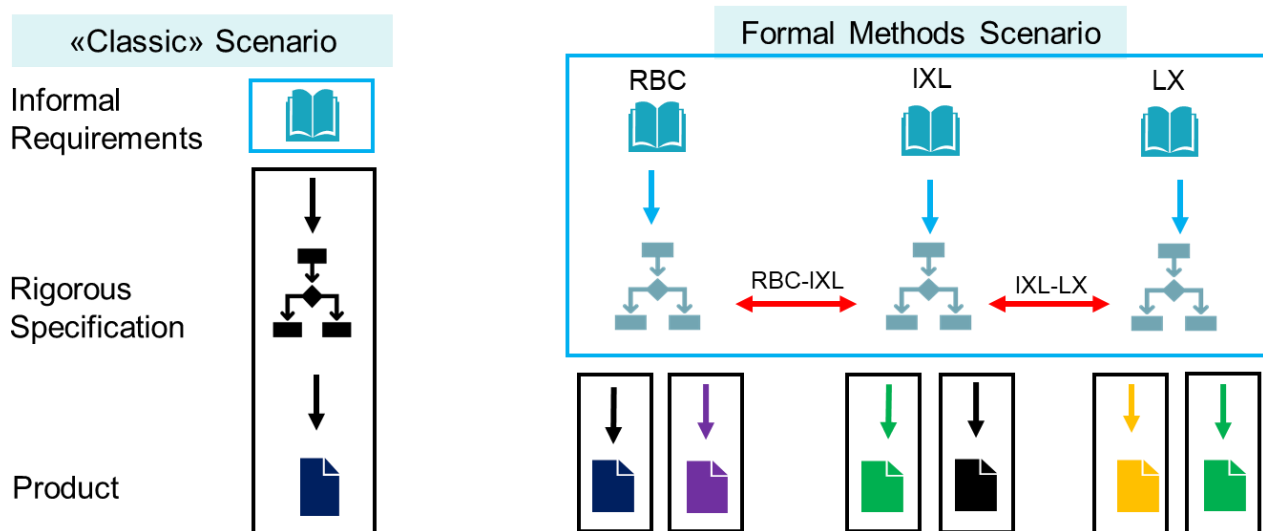 «Classic» Scenario
Formal Methods Scenario
Informal
Requirements
RBC
IXL
LX
Rigorous
Specification
RBC-IXL
IXL-LX
Product